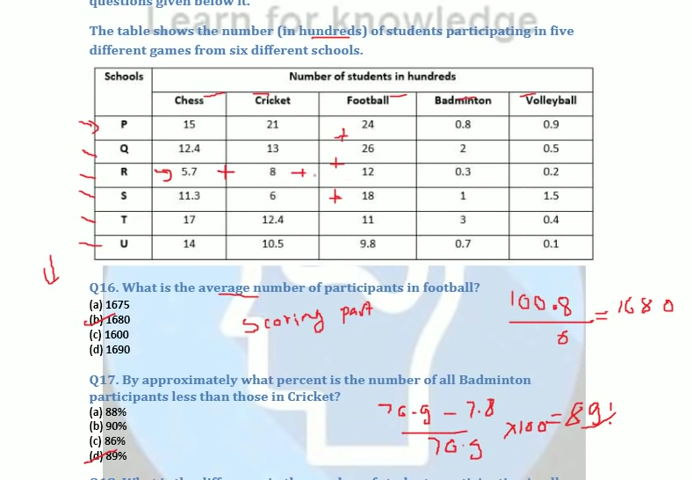 questions given below it.
Learn for knowledge
The table shows the number (in hundreds) of students participating in five
different games from six different schools.
Schools Number of students in hundreds
Chess Cricket Football Badminton Volleyball
P 15 21 24 0.8 0.9
Q 12.4 13 26 2 0.5
R 5.7 8 12 0.3 0.2
S 11.3 6 18 1 1.5
T 17 12.4 11 3 0.4
U 14 10.5 9.8 0.7 0.1
Q16. What is the average number of participants in football?
(a) 1675
(b) 1680
(c) 1600
(d) 1690
Scoring part
100.8
6
= 1680
Q17. By approximately what percent is the number of all Badminton
participants less than those in Cricket?
(a) 88%
(b) 90%
(c) 86%
(d) 89%
70.9 - 7.8
70.9
×100 = 89%